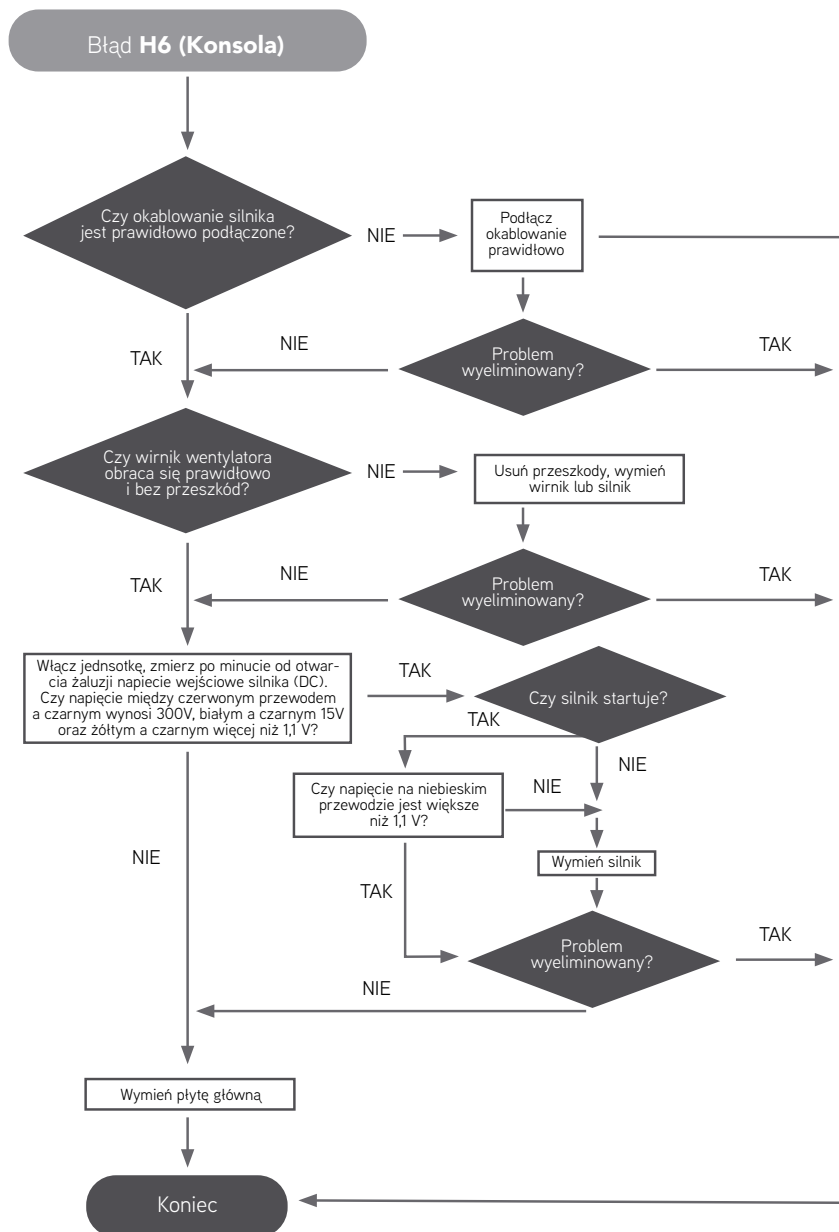 Błąd H6 (Konsola)
Czy okablowanie silnika
jest prawidłowo podłączone?
NIE
Podłącz
okablowanie
prawidłowo
TAK
NIE
Problem
wyeliminowany?
TAK
Czy wirnik wentylatora
obraca się prawidłowo
i bez przeszkód?
NIE
Usuń przeszkody, wymień
wirnik lub silnik
TAK
NIE
Problem
wyeliminowany?
TAK
Włącz jednsotkę, zmierz po minucie od otwar-
cia żaluzji napiecie wejściowe silnika (DC).
Czy napięcie między czerwonym przewodem
a czarnym wynosi 300V, białym a czarnym 15V
oraz żółtym a czarnym więcej niż 1,1 V?
TAK
Czy silnik startuje?
TAK
NIE
Czy napięcie na niebieskim
przewodzie jest większe
niż 1,1 V?
NIE
NIE
Wymień silnik
TAK
Problem
wyeliminowany?
TAK
NIE
Wymień płytę główną
Koniec